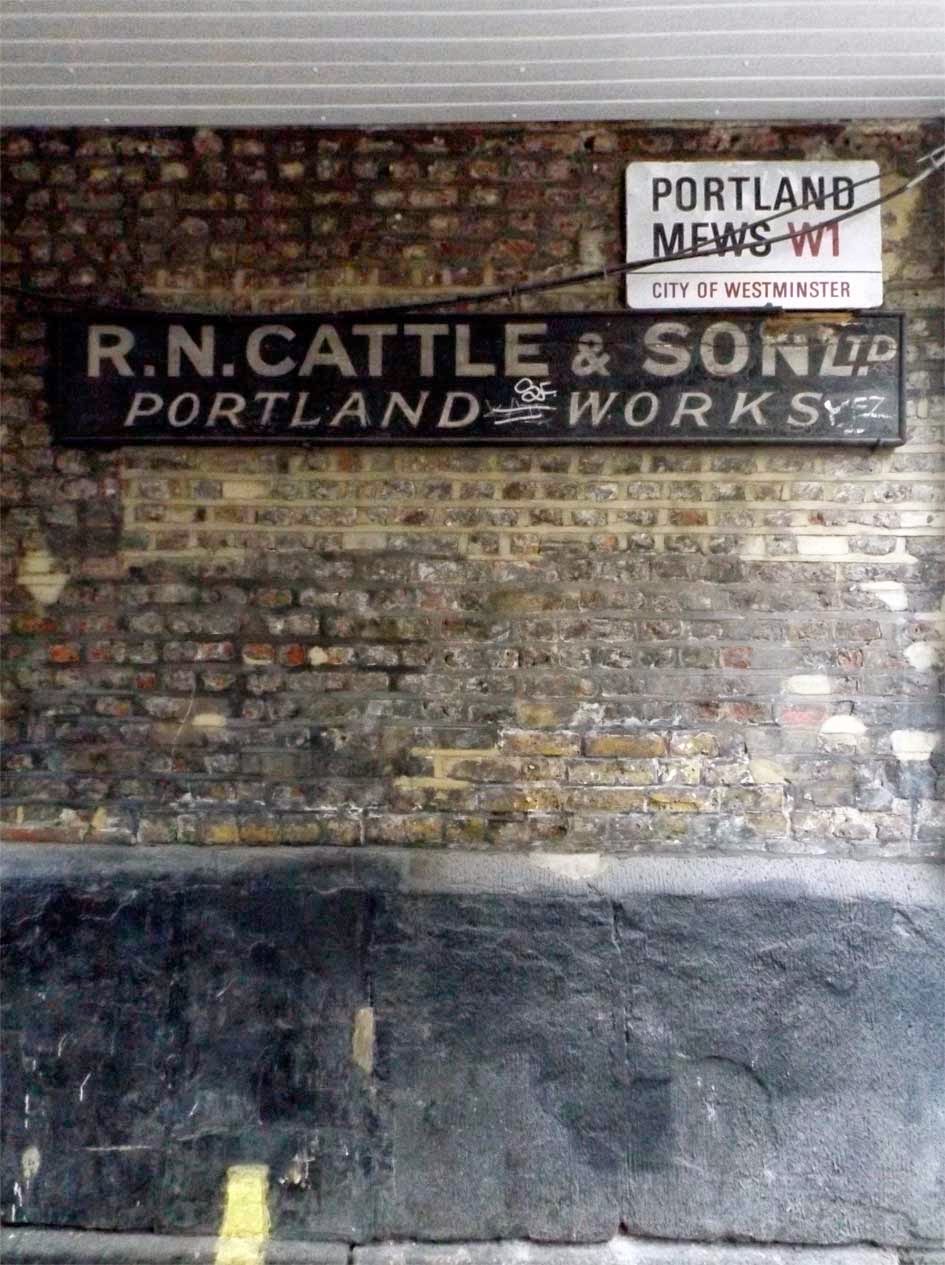 PORTLAND
MEWS W1
CITY OF WESTMINSTER
R.N. CATTLE & SON LTD.
PORTLAND WORKS